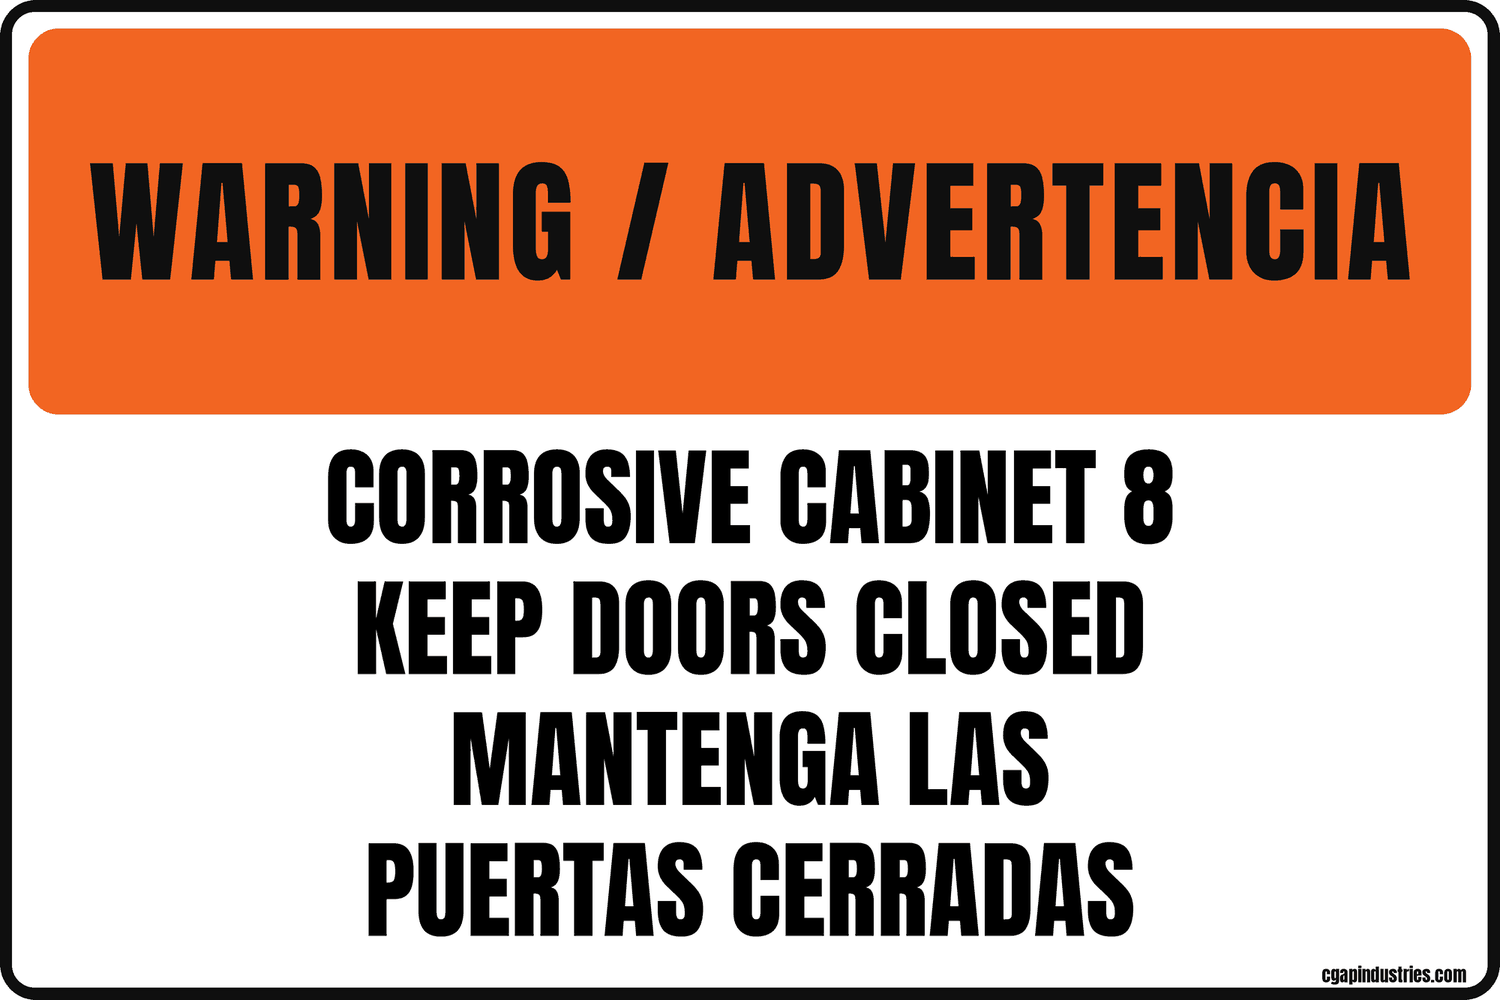 WARNING / ADVERTENCIA
CORROSIVE CABINET 8
KEEP DOORS CLOSED
MANTENGA LAS
PUERTAS CERRADAS
cgapindustries.com